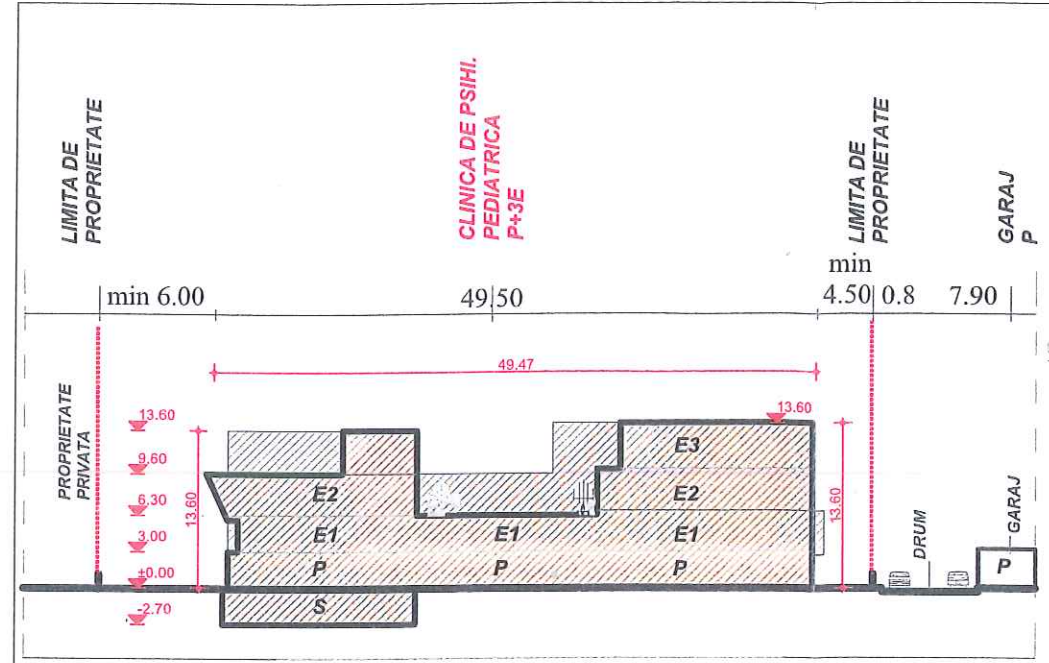 LIMITA DE
PROPRIETATE
CLINICA DE PSIHI.
PEDIATRICA
P+3E
LIMITA DE
PROPRIETATE
GARAJ
P
min 6.00
49.50
min
4.50
0.8
7.90
49.47
PROPRIETATE
PRIVATA
13.60
9.60
6.30
3.00
±0.00
-2.70
13.60
13.60
13.60
E3
E2
E2
E1
E1
E1
P
P
P
S
DRUM
GARAJ
P